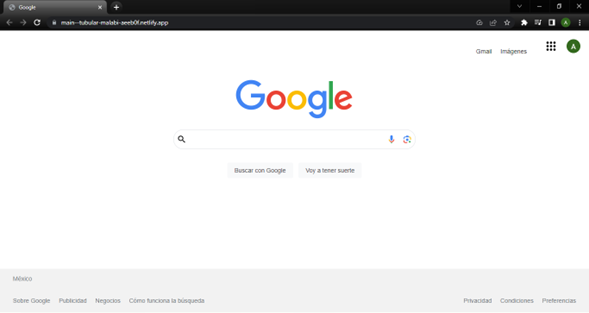 Google
main--tubular-malabi-aeeb0f.netlify.app
A
Gmail Imágenes A
Google
Buscar con Google Voy a tener suerte
México
Sobre Google Publicidad Negocios Cómo funciona la búsqueda Privacidad Condiciones Preferencias